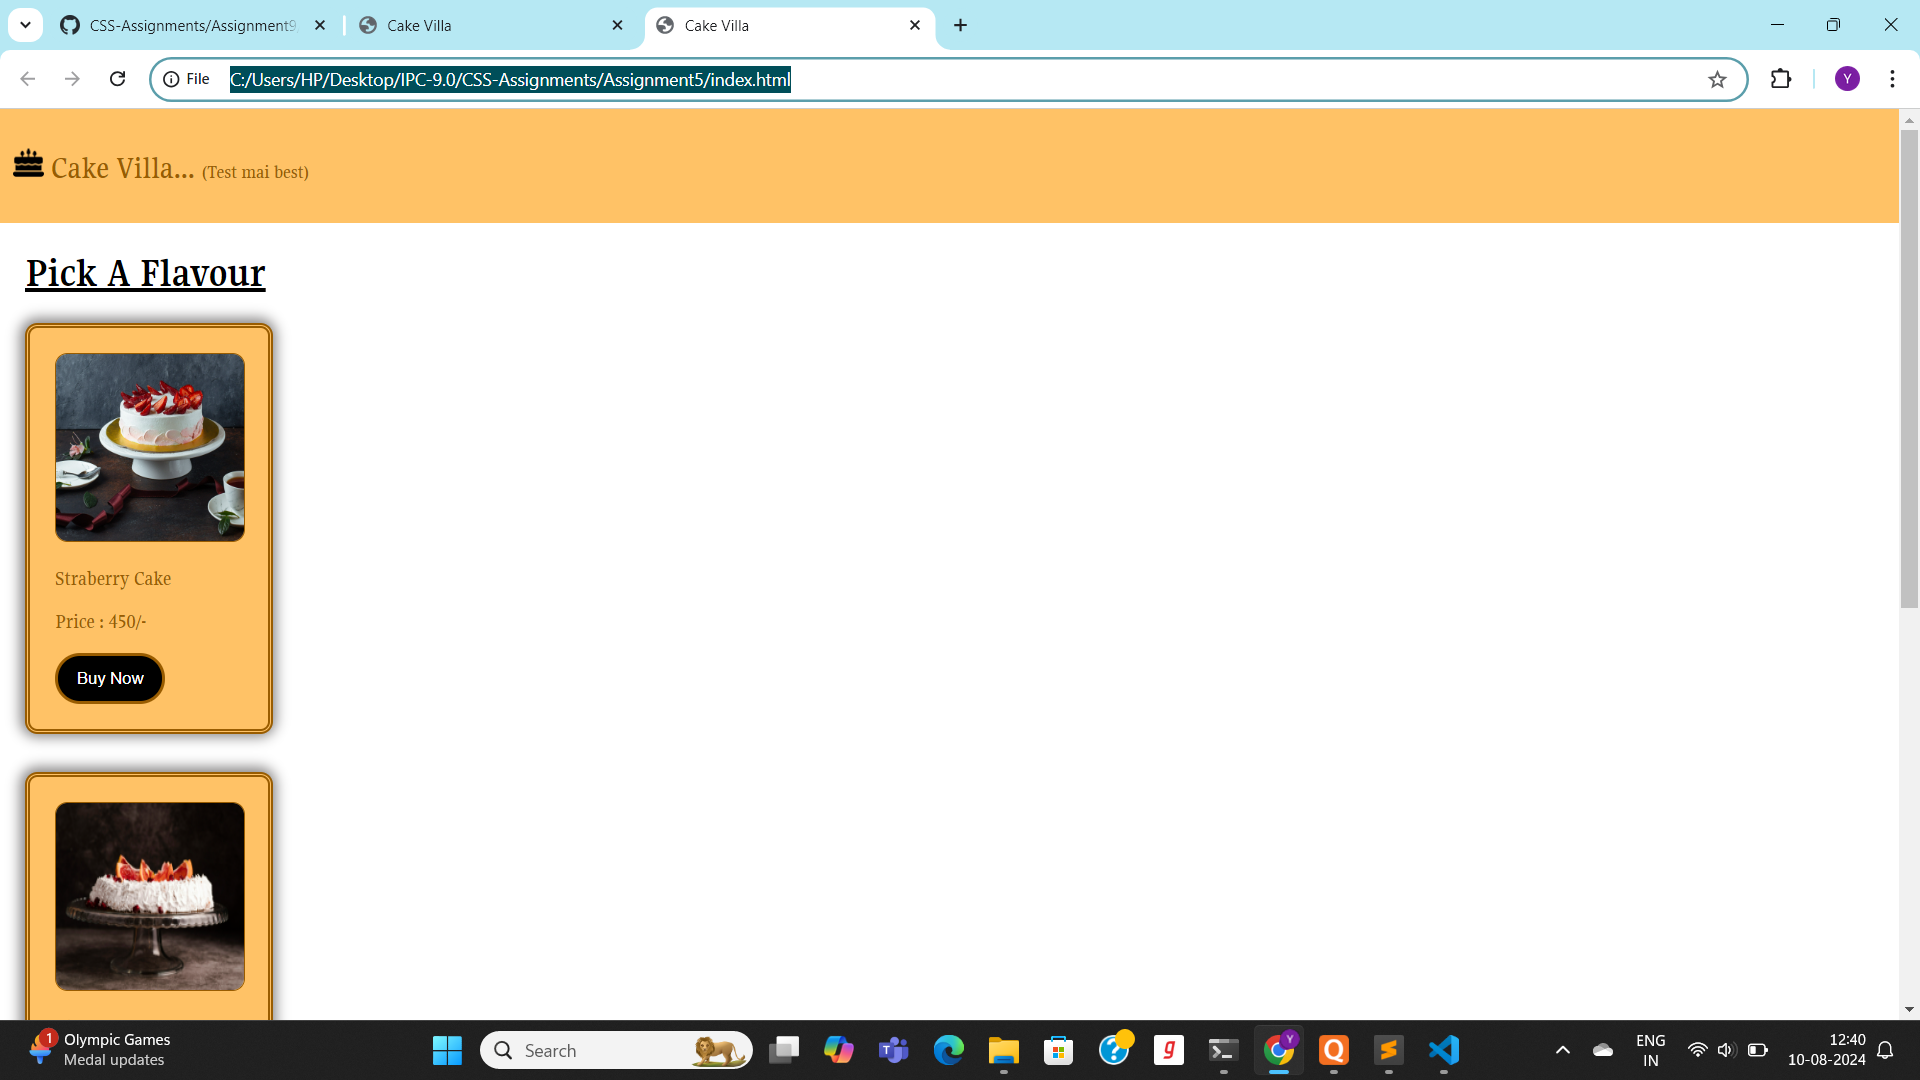 CSS-Assignments/Assignment9
Cake Villa
Cake Villa
File
C:/Users/HP/Desktop/IPC-9.0/CSS-Assignments/Assignment5/index.html
Y
Cake Villa... (Test mai best)
Pick A Flavour
Straberry Cake
Price : 450/-
Buy Now
1
Olympic Games
Medal updates
Search
Y
ENG
IN
12:40
10-08-2024